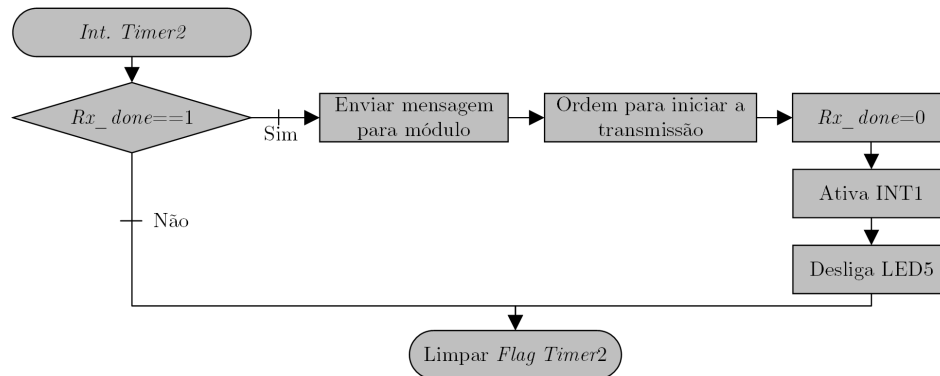 Int. Timer2
Rx_done==1
Sim
Enviar mensagem
para módulo
Ordem para iniciar a
transmissão
Rx_done=0
Ativa INT1
Não
Desliga LED5
Limpar Flag Timer2